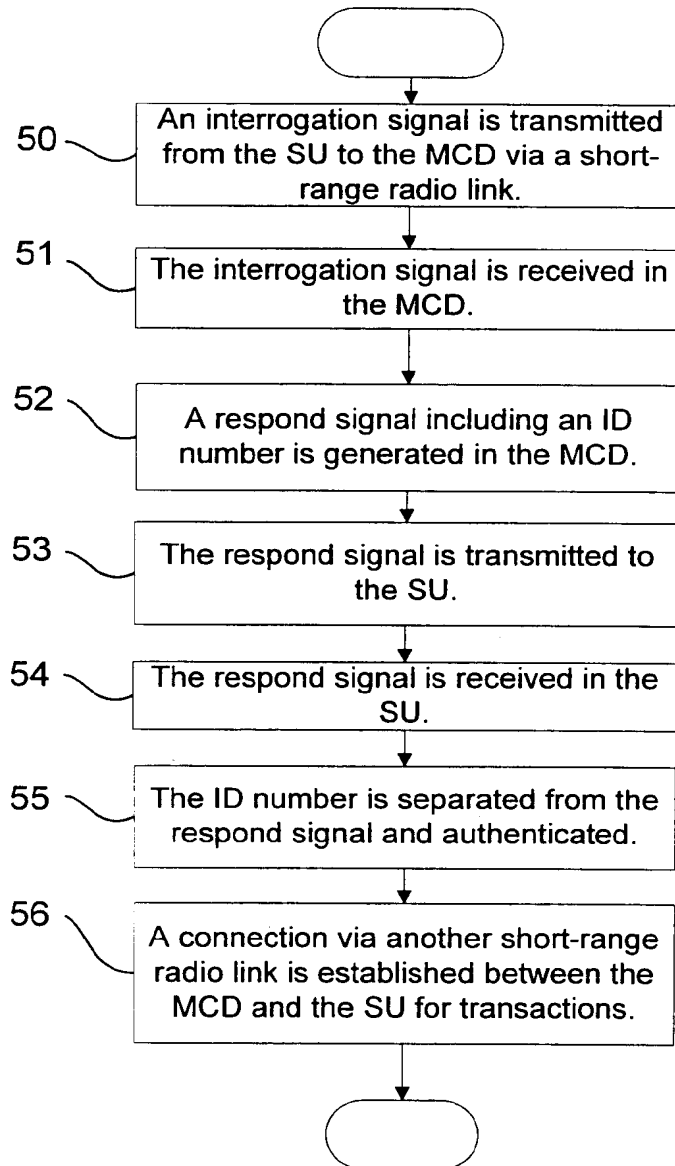 50
An interrogation signal is transmitted
from the SU to the MCD via a short-
range radio link.
51
The interrogation signal is received in
the MCD.
52
A respond signal including an ID
number is generated in the MCD.
53
The respond signal is transmitted to
the SU.
54
The respond signal is received in the
SU.
55
The ID number is separated from the
respond signal and authenticated.
56
A connection via another short-range
radio link is established between the
MCD and the SU for transactions.